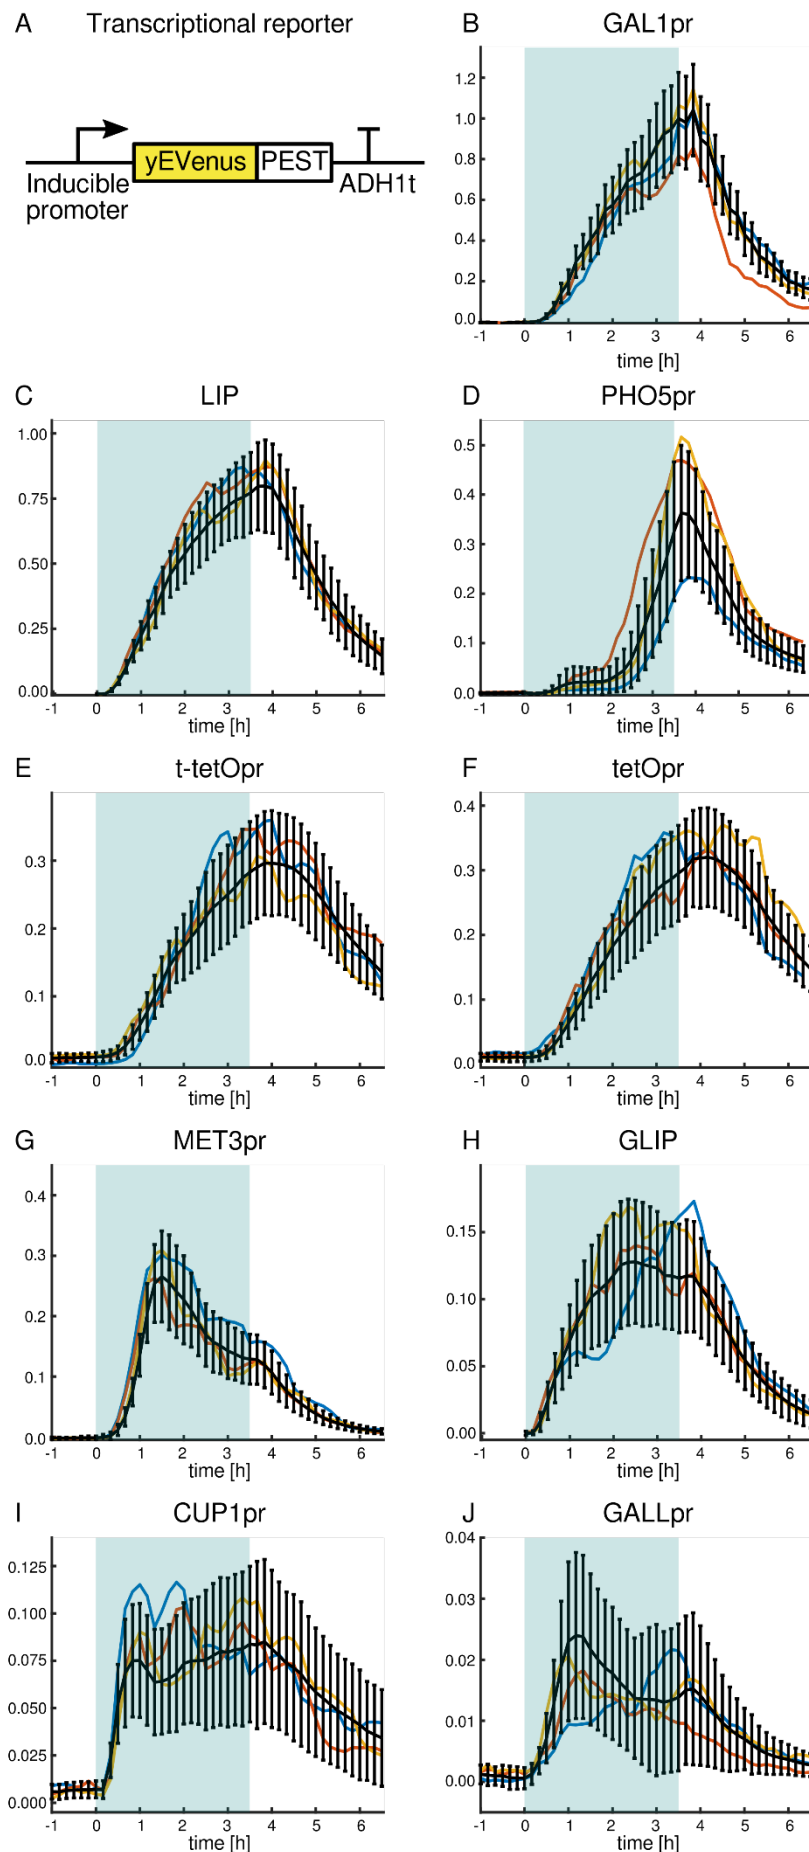 A Transcriptional reporter
yEVenus PEST
Inducible promoter
ADH1t
B GAL1pr
1.2
1.0
0.8
0.6
0.4
0.2
0.0
-1 0 1 2 3 4 5 6
time [h]
C LIP
1.00
0.75
0.50
0.25
0.00
-1 0 1 2 3 4 5 6
time [h]
D PHO5pr
0.5
0.4
0.3
0.2
0.1
0.0
-1 0 1 2 3 4 5 6
time [h]
E t-tetOpr
0.3
0.2
0.1
0.0
-1 0 1 2 3 4 5 6
time [h]
F tetOpr
0.4
0.3
0.2
0.1
0.0
-1 0 1 2 3 4 5 6
time [h]
G MET3pr
0.4
0.3
0.2
0.1
0.0
-1 0 1 2 3 4 5 6
time [h]
H GLIP
0.15
0.10
0.05
0.00
-1 0 1 2 3 4 5 6
time [h]
I CUP1pr
0.125
0.100
0.075
0.050
0.025
0.000
-1 0 1 2 3 4 5 6
time [h]
J GALLpr
0.04
0.03
0.02
0.01
0.00
-1 0 1 2 3 4 5 6
time [h]